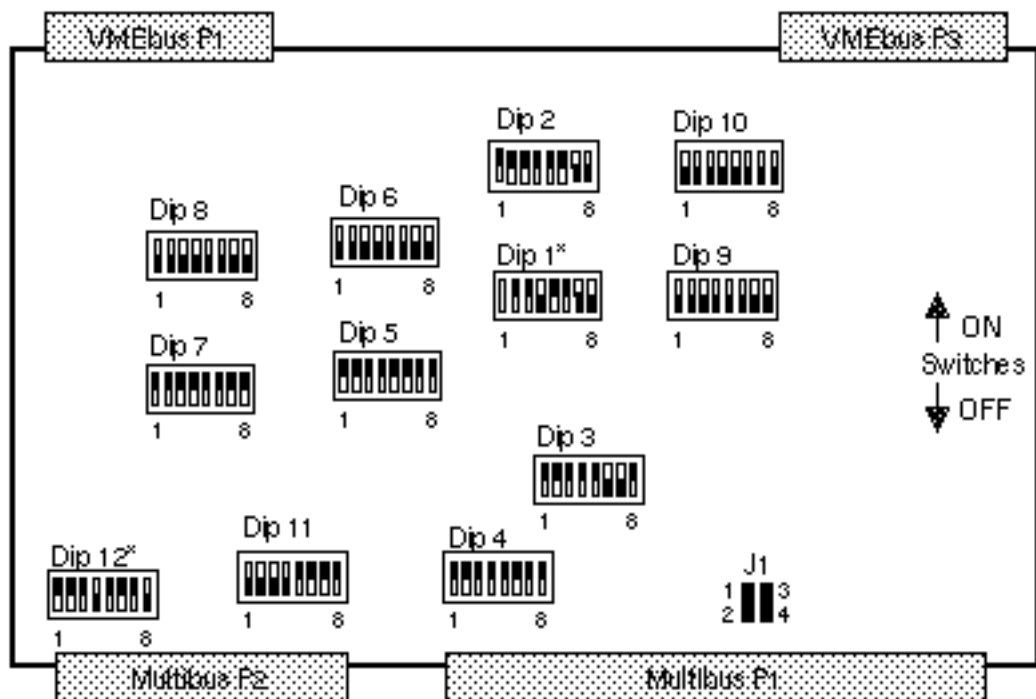 VMEbus P1
VMEbus P3
Dip 2
1 8
Dip 10
1 8
Dip 8
1 8
Dip 6
1 8
Dip 1*
1 8
Dip 9
1 8
ON
Switches
OFF
Dip 7
1 8
Dip 5
1 8
Dip 3
1 8
Dip 12*
1 8
Dip 11
1 8
Dip 4
1 8
J1
1 3
2 4
Multibus P2
Multibus P1